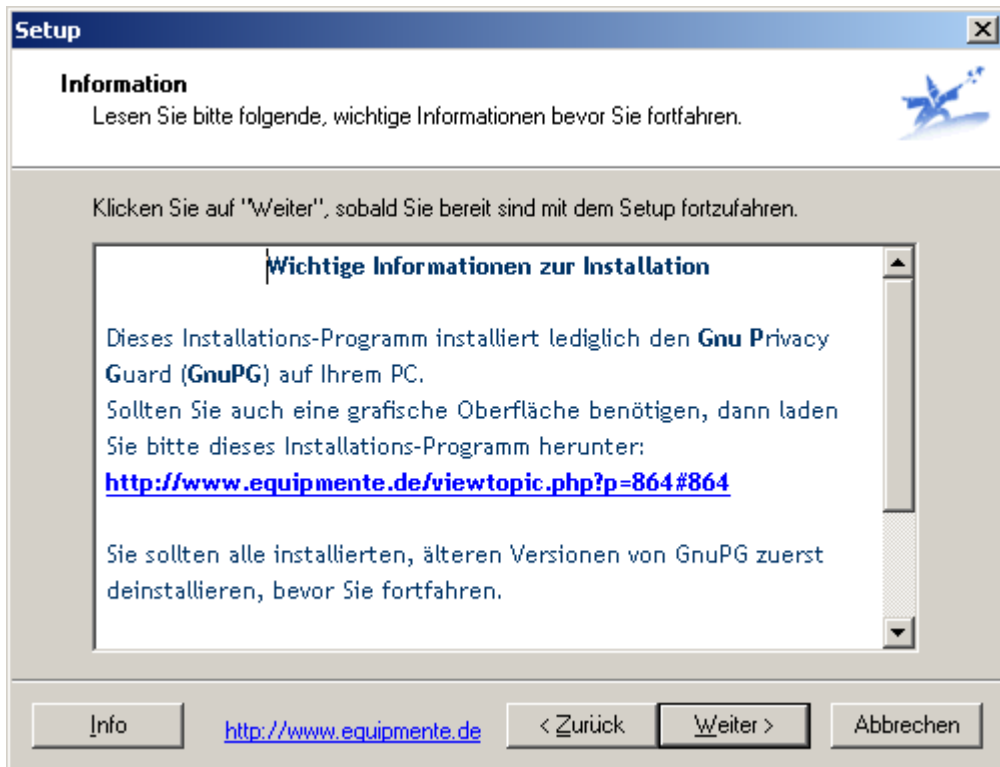 Setup
Information
Lesen Sie bitte folgende, wichtige Informationen bevor Sie fortfahren.
Klicken Sie auf "Weiter", sobald Sie bereit sind mit dem Setup fortzufahren.
Wichtige Informationen zur Installation
Dieses Installations-Programm installiert lediglich den Gnu Privacy
Guard (GnuPG) auf Ihrem PC.
Sollten Sie auch eine grafische Oberfläche benötigen, dann laden
Sie bitte dieses Installations-Programm herunter:
http://www.equipmente.de/viewtopic.php?p=864#864
Sie sollten alle installierten, älteren Versionen von GnuPG zuerst
deinstallieren, bevor Sie fortfahren.
Info
http://www.equipmente.de
< Zurück
Weiter >
Abbrechen